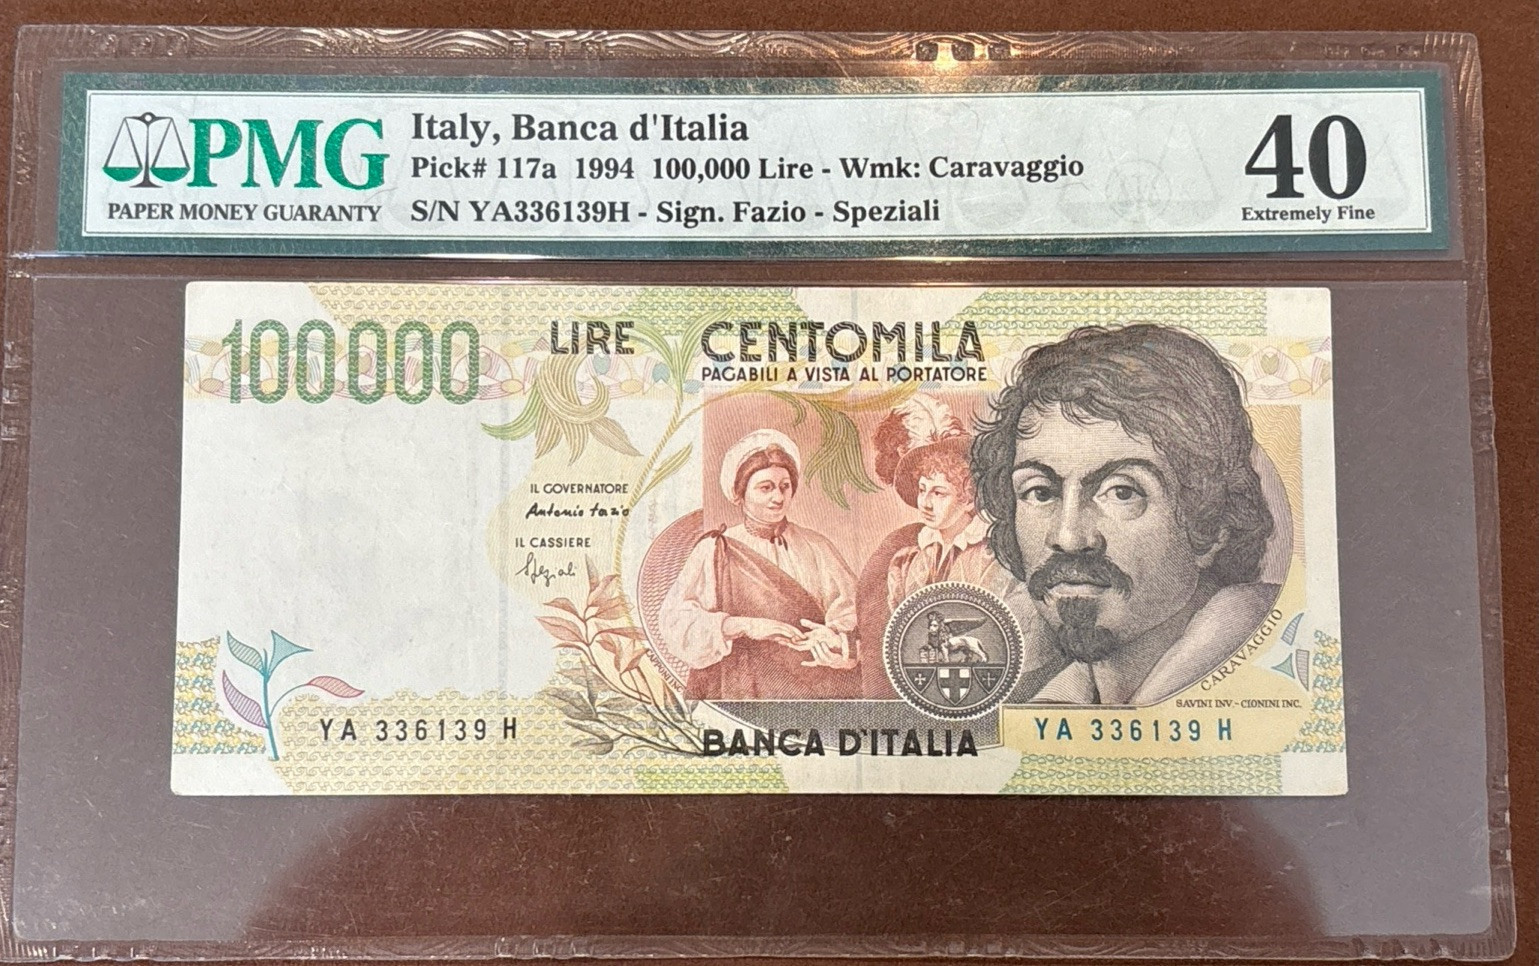 PMG
PAPER MONEY GUARANTY
Italy, Banca d'Italia
Pick# 117a 1994 100,000 Lire - Wmk: Caravaggio
S/N YA336139H - Sign. Fazio - Speziali
40
Extremely Fine
100000 LIRE CENTOMILA
PAGABILI A VISTA AL PORTATORE
IL GOVERNATORE
Antonio Fazio
IL CASSIERE
Speziali
CARAVAGGIO
SAVINI INV.-CIONINI INC.
YA 336139 H
YA 336139 H
BANCA D'ITALIA